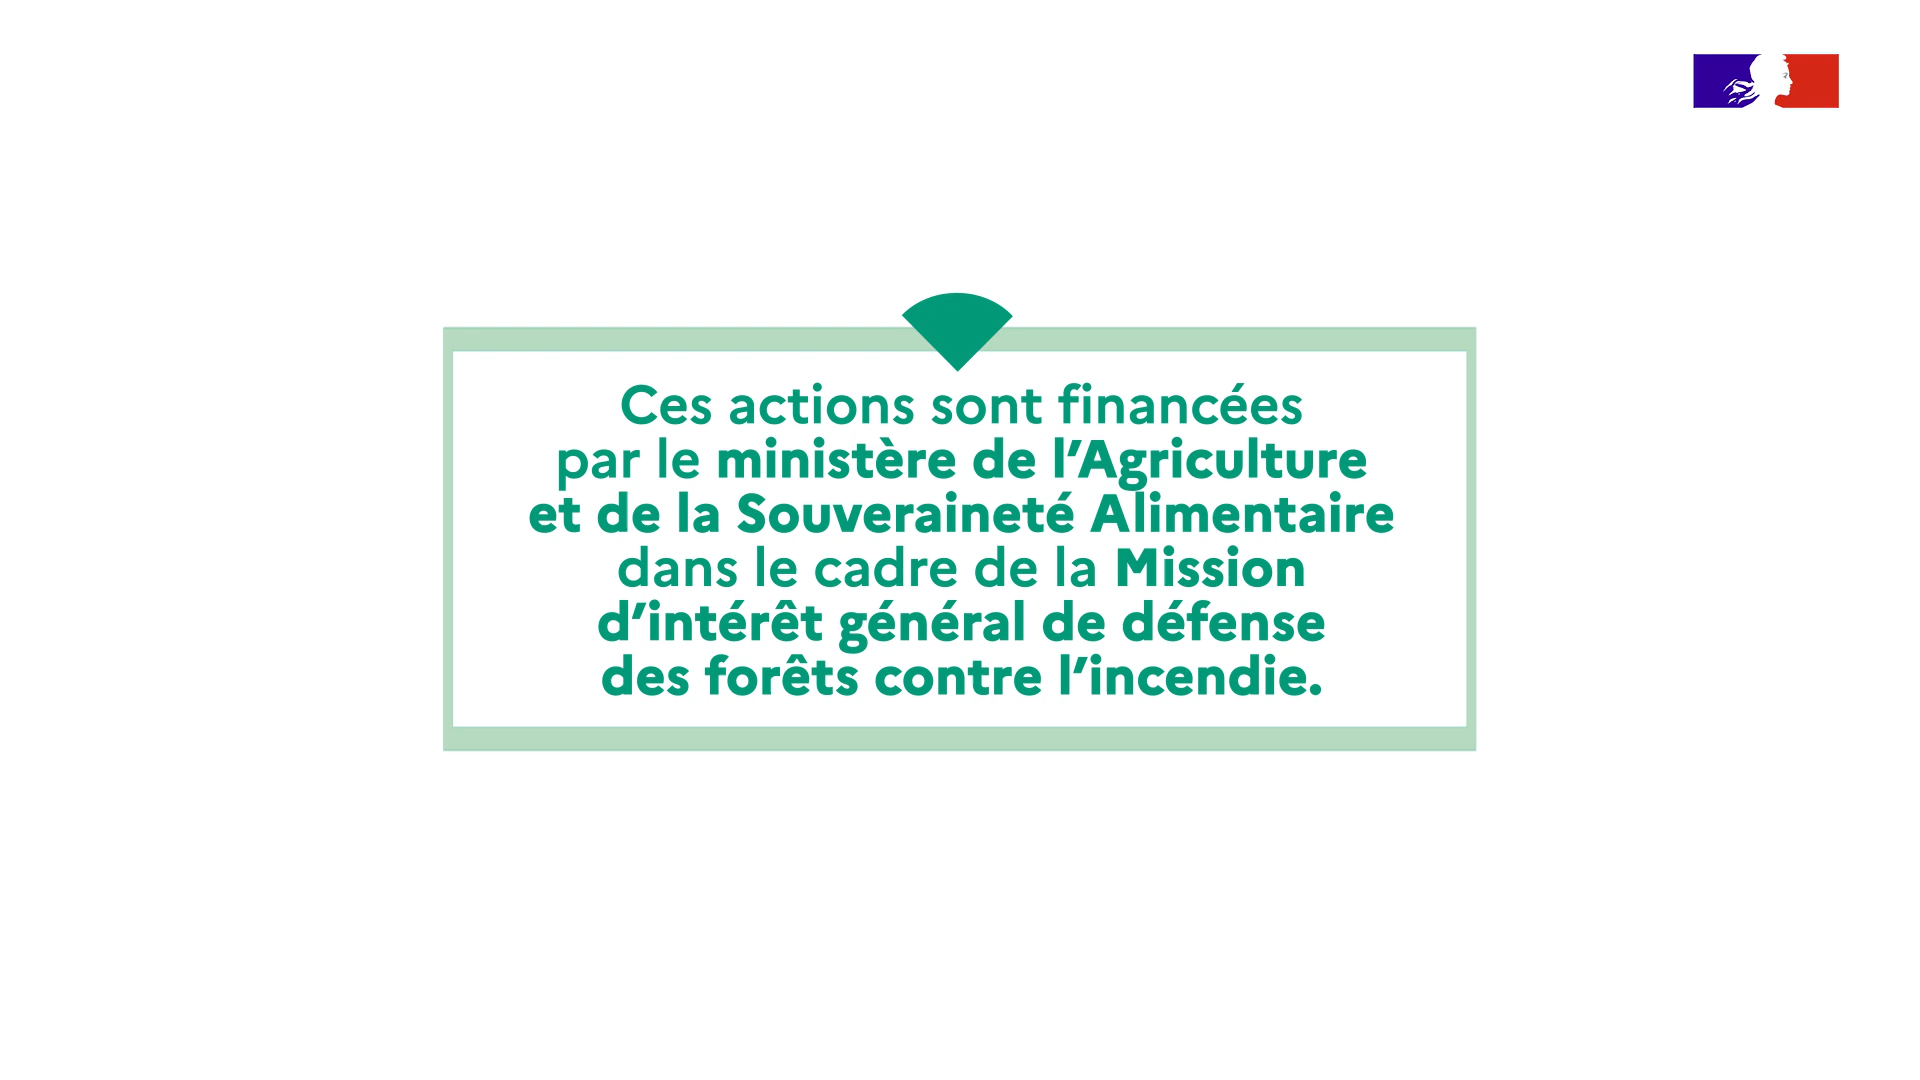 Ces actions sont financées
par le ministère de l’Agriculture
et de la Souveraineté Alimentaire
dans le cadre de la Mission
d’intérêt général de défense
des forêts contre l’incendie.